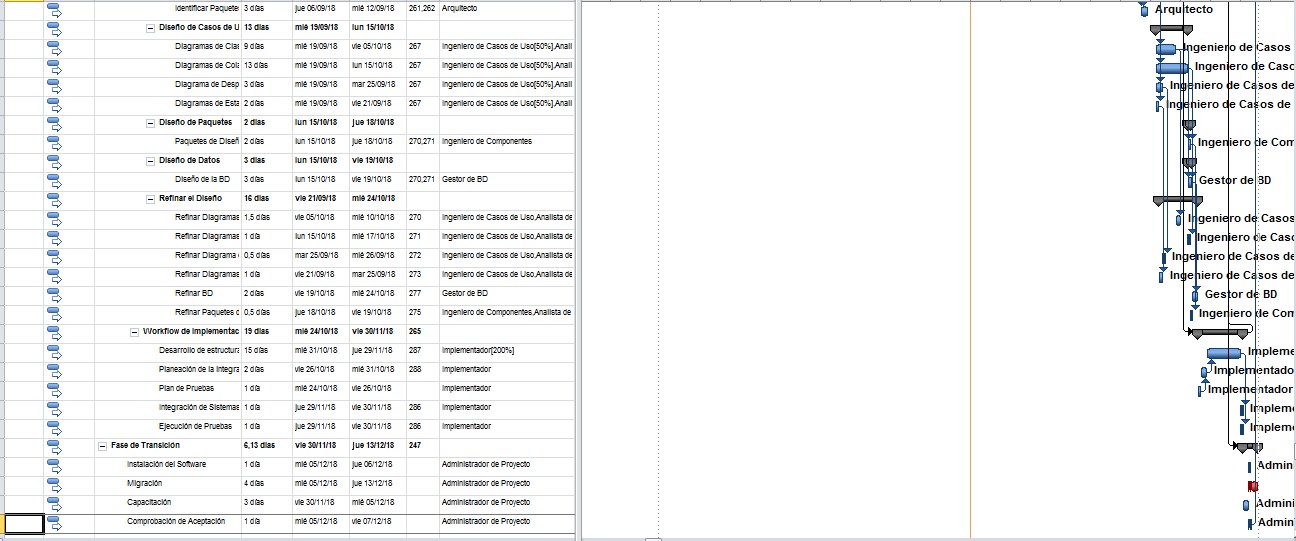 Identificar Paquete 3 días jue 06/09/18 mié 12/09/18 261,262 Arquitecto Arquitecto
Diseño de Casos de U 13 días mié 19/09/18 lun 15/10/18
Diagramas de Clas 9 días mié 19/09/18 vie 05/10/18 267 Ingeniero de Casos de Uso[50%],Anali Ingeniero de Casos
Diagramas de Cola 13 días mié 19/09/18 lun 15/10/18 267 Ingeniero de Casos de Uso[50%],Anali Ingeniero de Caso
Diagrama de Desp 3 días mié 19/09/18 mar 25/09/18 267 Ingeniero de Casos de Uso[50%],Anali Ingeniero de Casos de
Diagramas de Esta 2 días mié 19/09/18 vie 21/09/18 267 Ingeniero de Casos de Uso[50%],Anali Ingeniero de Casos de
Diseño de Paquetes 2 días lun 15/10/18 jue 18/10/18
Paquetes de Diseñ 2 días lun 15/10/18 jue 18/10/18 270,271 Ingeniero de Componentes Ingeniero de Com
Diseño de Datos 3 días lun 15/10/18 vie 19/10/18
Diseño de la BD 3 días lun 15/10/18 vie 19/10/18 270,271 Gestor de BD Gestor de BD
Refinar el Diseño 16 días vie 21/09/18 mié 24/10/18
Refinar Diagramas 1,5 días vie 05/10/18 mié 10/10/18 270 Ingeniero de Casos de Uso,Analista de Ingeniero de Casos
Refinar Diagramas 1 día lun 15/10/18 mié 17/10/18 271 Ingeniero de Casos de Uso,Analista de Ingeniero de Caso
Refinar Diagrama 0,5 días mar 25/09/18 mié 26/09/18 272 Ingeniero de Casos de Uso,Analista de Ingeniero de Casos de
Refinar Diagramas 1 día vie 21/09/18 mar 25/09/18 273 Ingeniero de Casos de Uso,Analista de Ingeniero de Casos de
Refinar BD 2 días vie 19/10/18 mié 24/10/18 277 Gestor de BD Gestor de BD
Refinar Paquetes d 0,5 días jue 18/10/18 vie 19/10/18 275 Ingeniero de Componentes,Analista de Ingeniero de Com
Workflow de Implementac 19 días mié 24/10/18 vie 30/11/18 265
Desarrollo de estructura 15 días mié 31/10/18 jue 29/11/18 287 Implementador[200%] Impleme
Planeación de la Integra 2 días vie 26/10/18 mié 31/10/18 288 Implementador Implementado
Plan de Pruebas 1 día mié 24/10/18 vie 26/10/18 Implementador Implementador
Integración de Sistemas 1 día jue 29/11/18 vie 30/11/18 286 Implementador Implem
Ejecución de Pruebas 1 día jue 29/11/18 vie 30/11/18 286 Implementador Implem
Fase de Transición 6,13 días vie 30/11/18 jue 13/12/18 247
Instalación del Software 1 día mié 05/12/18 jue 06/12/18 Administrador de Proyecto Admin
Migración 4 días mié 05/12/18 jue 13/12/18 Administrador de Proyecto
Capacitación 3 días vie 30/11/18 mié 05/12/18 Administrador de Proyecto Admini
Comprobación de Aceptación 1 día mié 05/12/18 vie 07/12/18 Administrador de Proyecto Admin